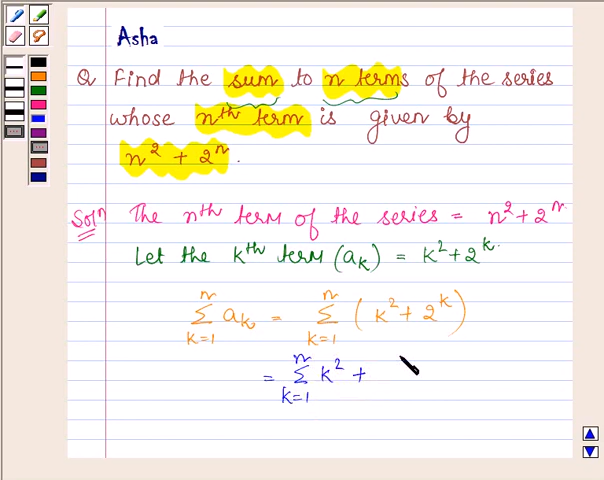 Asha
Q Find the sum to n terms of the series
whose nth term is given by
n² + 2ⁿ.
Solⁿ The nth term of the series = n² + 2ⁿ.
Let the Kth term (aₖ) = K² + 2ᵏ.
n∑k=1 aₖ = n∑k=1 (K² + 2ᵏ)
= n∑k=1 K² +